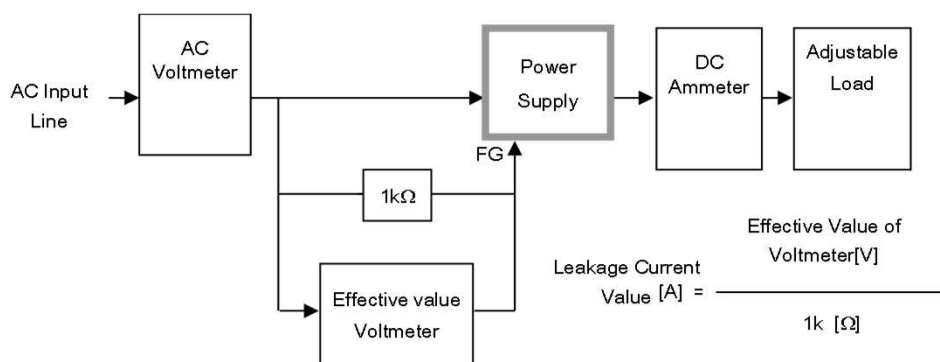 AC
Voltmeter
AC Input
Line
Power
Supply
DC
Ammeter
Adjustable
Load
FG
1kΩ
Effective value
Voltmeter
Leakage Current
Value [A] =
Effective Value of
Voltmeter[V]
1k [Ω]